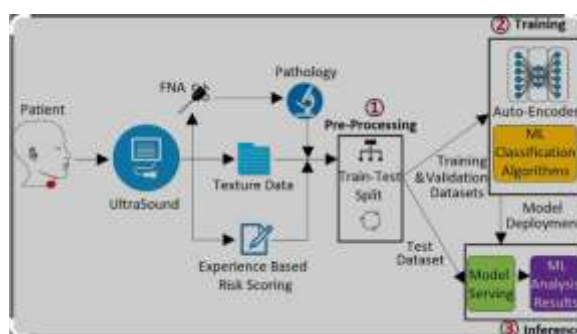 Patient
UltraSound
FNA
Pathology
Texture Data
Experience Based
Risk Scoring
①
Pre-Processing
Train-Test
Split
Training
&Validation
Datasets
Test
Dataset
② Training
Auto-Encoder
ML
Classification
Algorithms
Model
Deployment
Model
Serving
ML
Analysis
Results
③ Inference